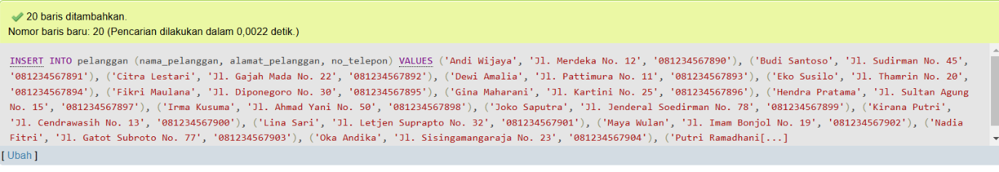 20 baris ditambahkan.
Nomor baris baru: 20 (Pencarian dilakukan dalam 0,0022 detik.)
INSERT INTO pelanggan (nama_pelanggan, alamat_pelanggan, no_telepon) VALUES ('Andi Wijaya', 'Jl. Merdeka No. 12', '081234567890'), ('Budi Santoso', 'Jl. Sudirman No. 45',
'081234567891'), ('Citra Lestari', 'Jl. Gajah Mada No. 22', '081234567892'), ('Dewi Amalia', 'Jl. Pattimura No. 11', '081234567893'), ('Eko Susilo', 'Jl. Thamrin No. 20',
'081234567894'), ('Fikri Maulana', 'Jl. Diponegoro No. 30', '081234567895'), ('Gina Maharani', 'Jl. Kartini No. 25', '081234567896'), ('Hendra Pratama', 'Jl. Sultan Agung
No. 15', '081234567897'), ('Irma Kusuma', 'Jl. Ahmad Yani No. 50', '081234567898'), ('Joko Saputra', 'Jl. Jenderal Soedirman No. 78', '081234567899'), ('Kirana Putri',
'Jl. Cendrawasih No. 13', '081234567900'), ('Lina Sari', 'Jl. Letjen Suprapto No. 32', '081234567901'), ('Maya Wulan', 'Jl. Imam Bonjol No. 19', '081234567902'), ('Nadia
Fitri', 'Jl. Gatot Subroto No. 77', '081234567903'), ('Oka Andika', 'Jl. Sisingamangaraja No. 23', '081234567904'), ('Putri Ramadhani[...]
[ Ubah ]